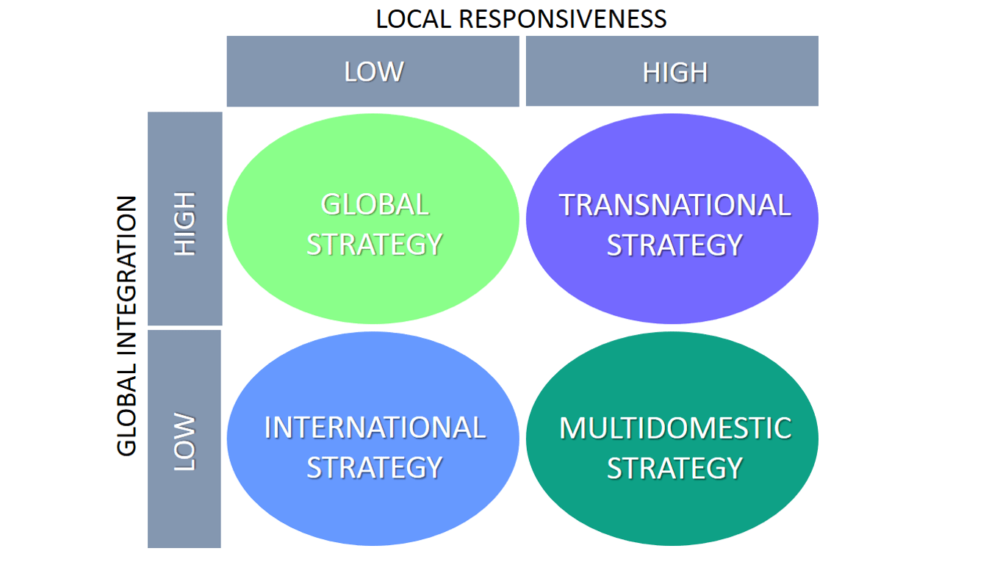 LOCAL RESPONSIVENESS
LOW
HIGH
GLOBAL INTEGRATION
HIGH
GLOBAL
STRATEGY
TRANSNATIONAL
STRATEGY
LOW
INTERNATIONAL
STRATEGY
MULTIDOMESTIC
STRATEGY